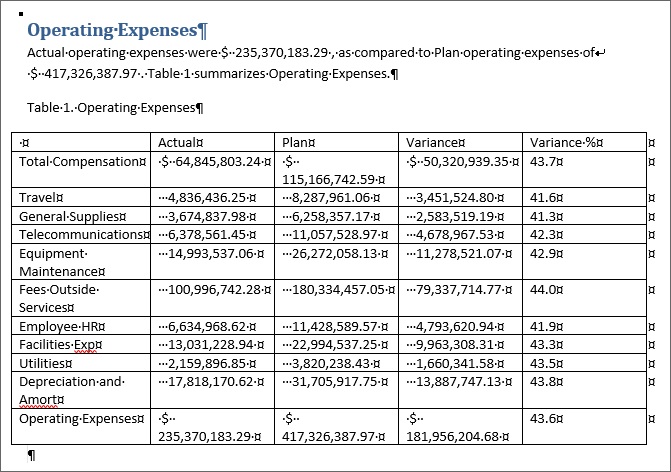 Operating Expenses¶
Actual operating expenses were $  235,370,183.29 , as compared to Plan operating expenses of↵
 $  417,326,387.97 . Table 1 summarizes Operating Expenses.¶
Table 1. Operating Expenses¶
 ¤ Actual¤ Plan¤ Variance¤ Variance %¤ ¤
Total Compensation¤ $  64,845,803.24 ¤ $  115,166,742.59 ¤ $  50,320,939.35 ¤ 43.7¤ ¤
Travel¤ 4,836,436.25 ¤ 8,287,961.06 ¤ 3,451,524.80 ¤ 41.6¤ ¤
General Supplies¤ 3,674,837.98 ¤ 6,258,357.17 ¤ 2,583,519.19 ¤ 41.3¤ ¤
Telecommunications¤ 6,378,561.45 ¤ 11,057,528.97 ¤ 4,678,967.53 ¤ 42.3¤ ¤
Equipment Maintenance¤ 14,993,537.06 ¤ 26,272,058.13 ¤ 11,278,521.07 ¤ 42.9¤ ¤
Fees Outside Services¤ 100,996,742.28 ¤ 180,334,457.05 ¤ 79,337,714.77 ¤ 44.0¤ ¤
Employee HR¤ 6,634,968.62 ¤ 11,428,589.57 ¤ 4,793,620.94 ¤ 41.9¤ ¤
Facilities Exp¤ 13,031,228.94 ¤ 22,994,537.25 ¤ 9,963,308.31 ¤ 43.3¤ ¤
Utilities¤ 2,159,896.85 ¤ 3,820,238.43 ¤ 1,660,341.58 ¤ 43.5¤ ¤
Depreciation and Amort¤ 17,818,170.62 ¤ 31,705,917.75 ¤ 13,887,747.13 ¤ 43.8¤ ¤
Operating Expenses¤ $  235,370,183.29 ¤ $  417,326,387.97 ¤ $  181,956,204.68 ¤ 43.6¤ ¤
¶